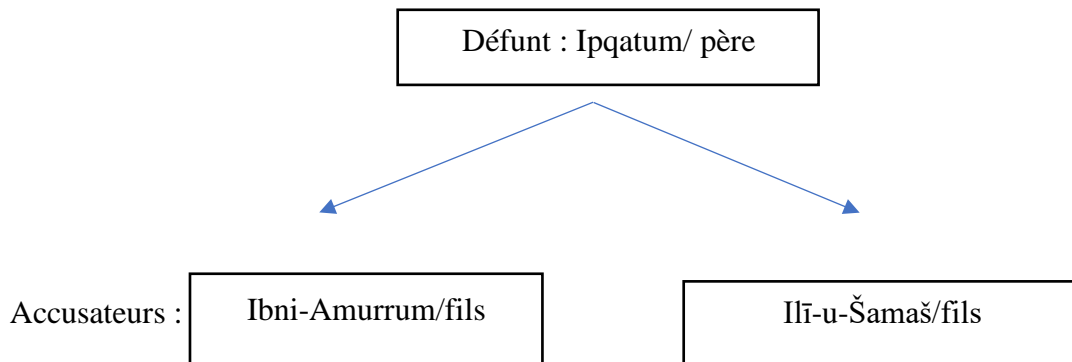 Défunt : Ipqatum/ père
Accusateurs : Ibni-Amurrum/fils Ilī-u-Šamaš/fils